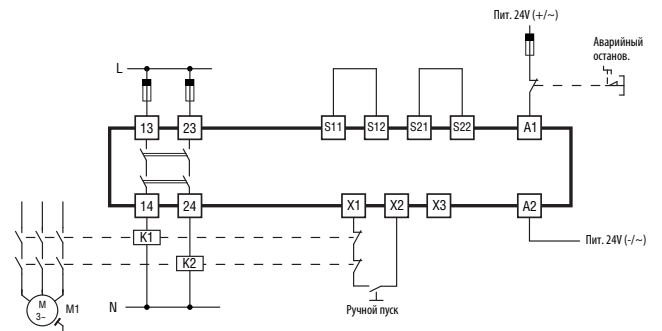 Пит. 24V (+/~)
Аварийный
останов.
L
13
23
S11
S12
S21
S22
A1
14
24
X1
X2
X3
A2
K1
Пит. 24V (-/~)
K2
M
3~
M1
N
Ручной пуск